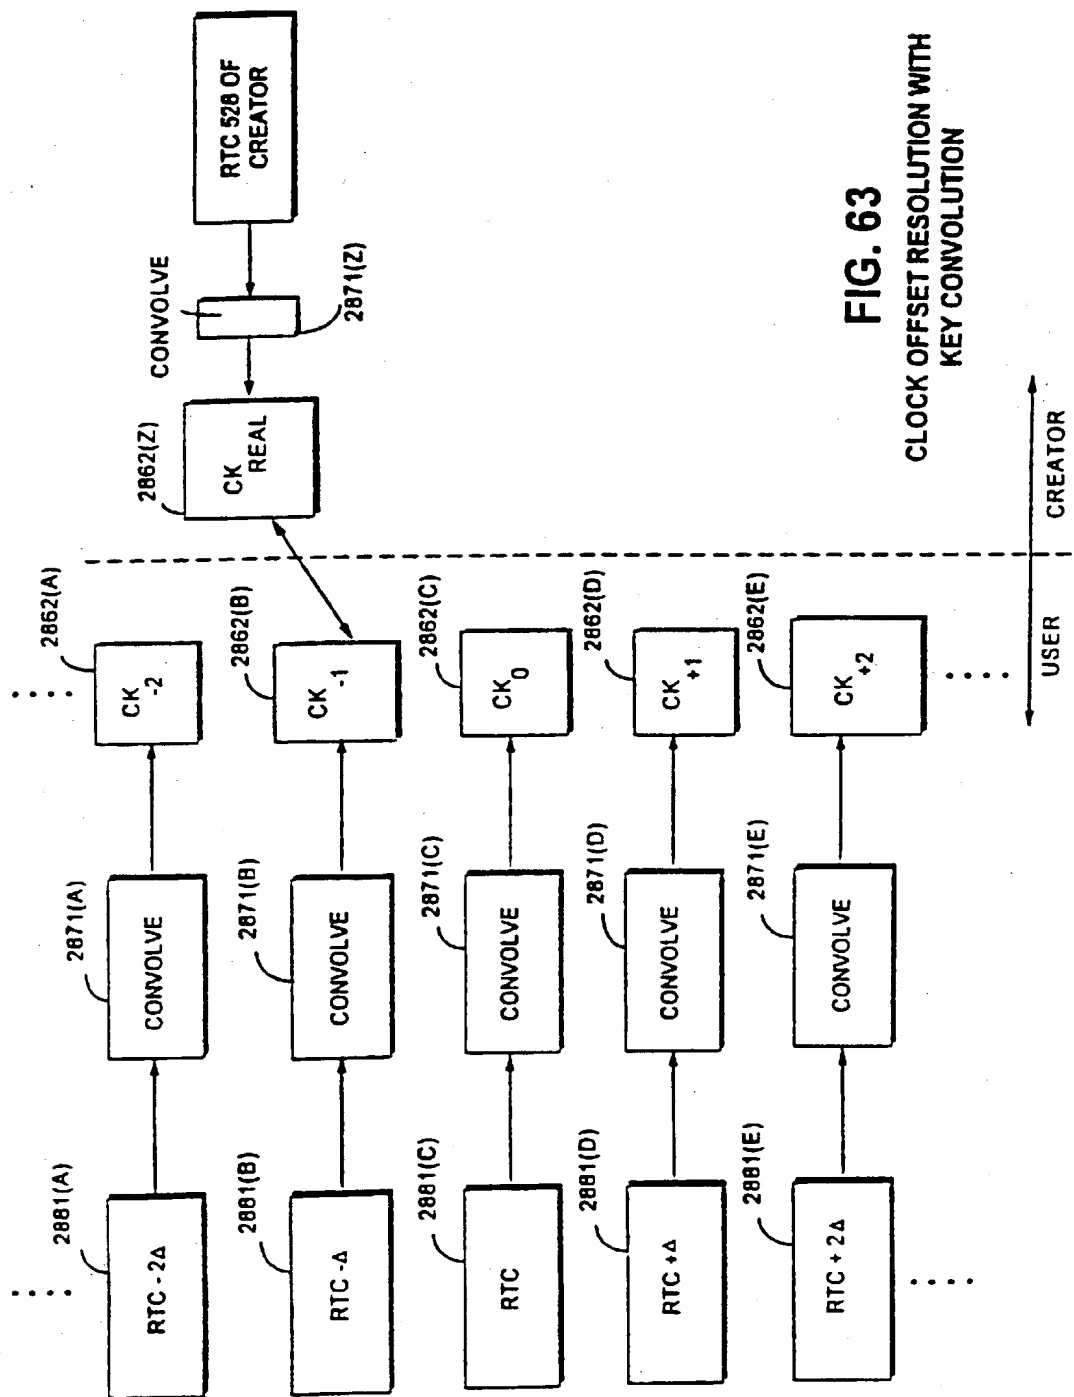 2881(A)
RTC - 2Δ
2871(A)
CONVOLVE
2862(A)
CK -2
2881(B)
RTC -Δ
2871(B)
CONVOLVE
2862(B)
CK -1
2881(C)
RTC
2871(C)
CONVOLVE
2862(C)
CK 0
2881(D)
RTC +Δ
2871(D)
CONVOLVE
2862(D)
CK +1
2881(E)
RTC + 2Δ
2871(E)
CONVOLVE
2862(E)
CK +2
2862(Z)
CK REAL
CONVOLVE
2871(Z)
RTC 528 OF
CREATOR
USER
CREATOR
FIG. 63
CLOCK OFFSET RESOLUTION WITH
KEY CONVOLUTION